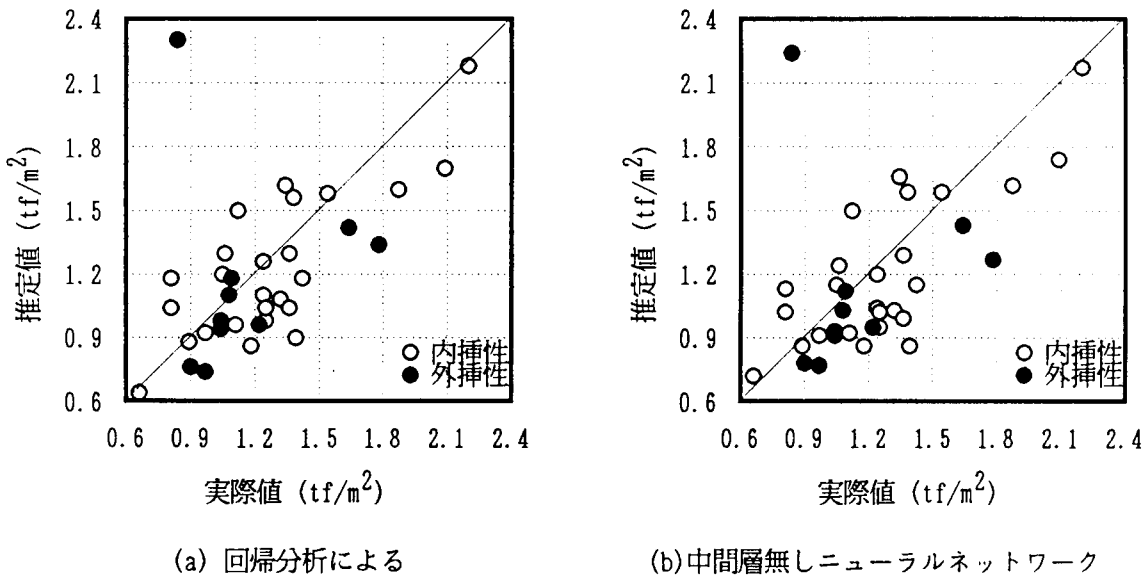 2.4
2.1
1.8
1.5
1.2
0.9
0.6
推定値 (tf/m²)
○ 内挿性
● 外挿性
0.6 0.9 1.2 1.5 1.8 2.1 2.4
実際値 (tf/m²)
(a) 回帰分析による
2.4
2.1
1.8
1.5
1.2
0.9
0.6
推定値 (tf/m²)
○ 内挿性
● 外挿性
0.6 0.9 1.2 1.5 1.8 2.1 2.4
実際値 (tf/m²)
(b)中間層無しニューラルネットワーク